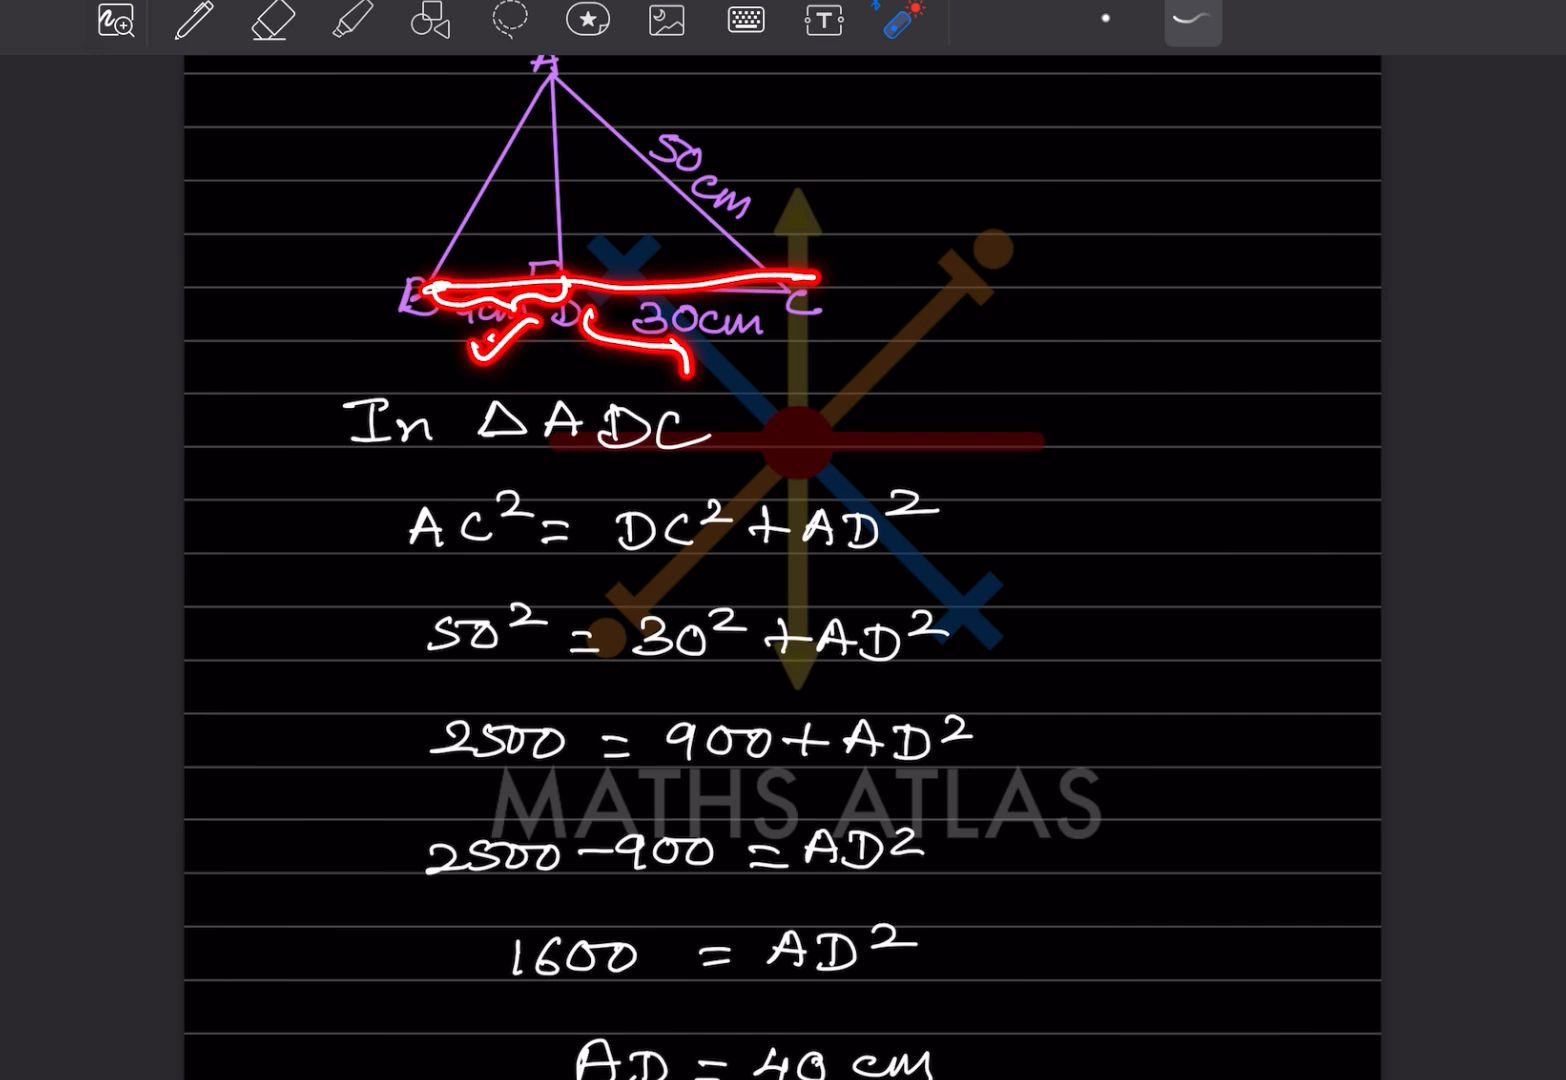 A
50cm
B
D
30cm
C
In △ADC
AC² = DC² + AD²
50² = 30² + AD²
2500 = 900 + AD²
MATHS ATLAS
2500 - 900 = AD²
1600 = AD²
AD = 40 cm